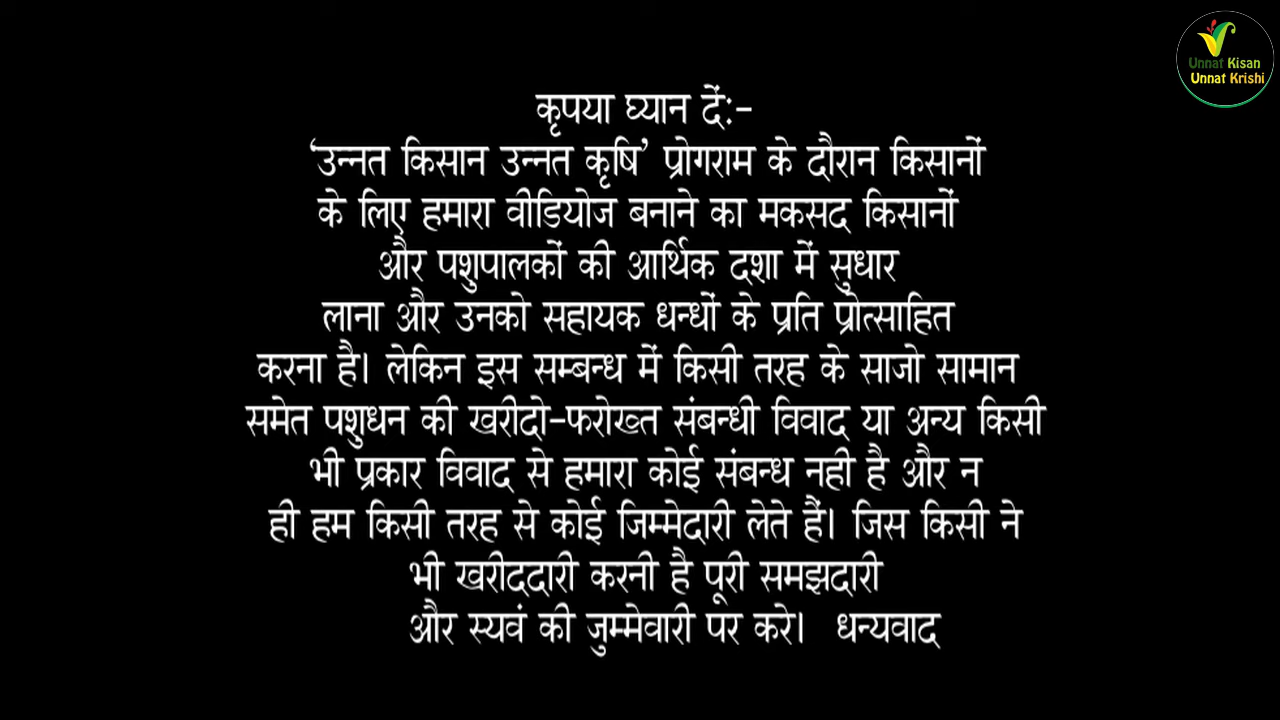 Unnat Kisan
Unnat Krishi
कृपया घ्यान दें:-
'उन्नत किसान उन्नत कृषि' प्रोगराम के दौरान किसानों
के लिए हमारा वीडियोज बनाने का मकसद किसानों
और पशुपालकों की आर्थिक दशा में सुधार
लाना और उनको सहायक धन्धों के प्रति प्रोत्साहित
करना है। लेकिन इस सम्बन्ध में किसी तरह के साजो सामान
समेत पशुधन की खरीदो-फरोख्त संबन्धी विवाद या अन्य किसी
भी प्रकार विवाद से हमारा कोई संबन्ध नही है और न
ही हम किसी तरह से कोई जिम्मेदारी लेते हैं। जिस किसी ने
भी खरीददारी करनी है पूरी समझदारी
और स्यवं की जुम्मेवारी पर करे। धन्यवाद